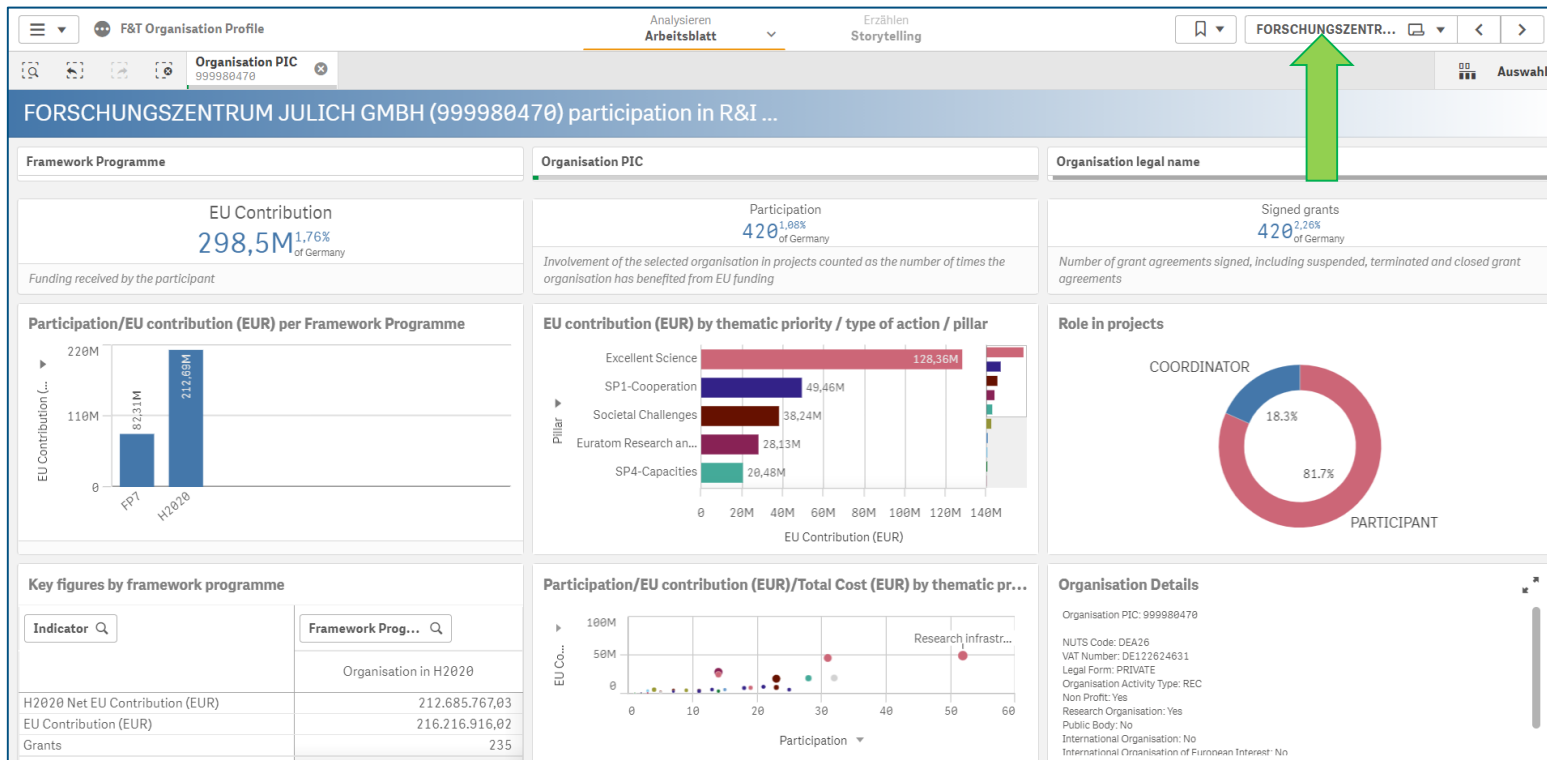 F&T Organisation Profile
Analysieren
Arbeitsblatt
Erzählen
Storytelling
FORSCHUNGSZENTR...
Organisation PIC
999980470
Auswahl
FORSCHUNGSZENTRUM JULICH GMBH (999980470) participation in R&I ...
Framework Programme
Organisation PIC
Organisation legal name
EU Contribution
298,5M 1,76%
of Germany
Funding received by the participant
Participation
420 1,08%
of Germany
Involvement of the selected organisation in projects counted as the number of times the
organisation has benefited from EU funding
Signed grants
420 2,26%
of Germany
Number of grant agreements signed, including suspended, terminated and closed grant
agreements
Participation/EU contribution (EUR) per Framework Programme
EU Contribution (...
220M
110M
0
82,31M
212,69M
FP7
H2020
EU contribution (EUR) by thematic priority / type of action / pillar
Pillar
Excellent Science
128,36M
SP1-Cooperation
49,46M
Societal Challenges
38,24M
Euratom Research an...
28,13M
SP4-Capacities
20,48M
0 20M 40M 60M 80M 100M 120M 140M
EU Contribution (EUR)
Role in projects
COORDINATOR
18.3%
81.7%
PARTICIPANT
Key figures by framework programme
Indicator
Framework Prog...
Organisation in H2020
H2020 Net EU Contribution (EUR) 212.685.767,03
EU Contribution (EUR) 216.216.916,02
Grants 235
Participation/EU contribution (EUR)/Total Cost (EUR) by thematic pr...
EU Co...
100M
50M
0
Research infrastr...
0 10 20 30 40 50 60
Participation
Organisation Details
Organisation PIC: 999980470
NUTS Code: DEA26
VAT Number: DE122624631
Legal Form: PRIVATE
Organisation Activity Type: REC
Non Profit: Yes
Research Organisation: Yes
Public Body: No
International Organisation: No
International Organisation of European Interest: No